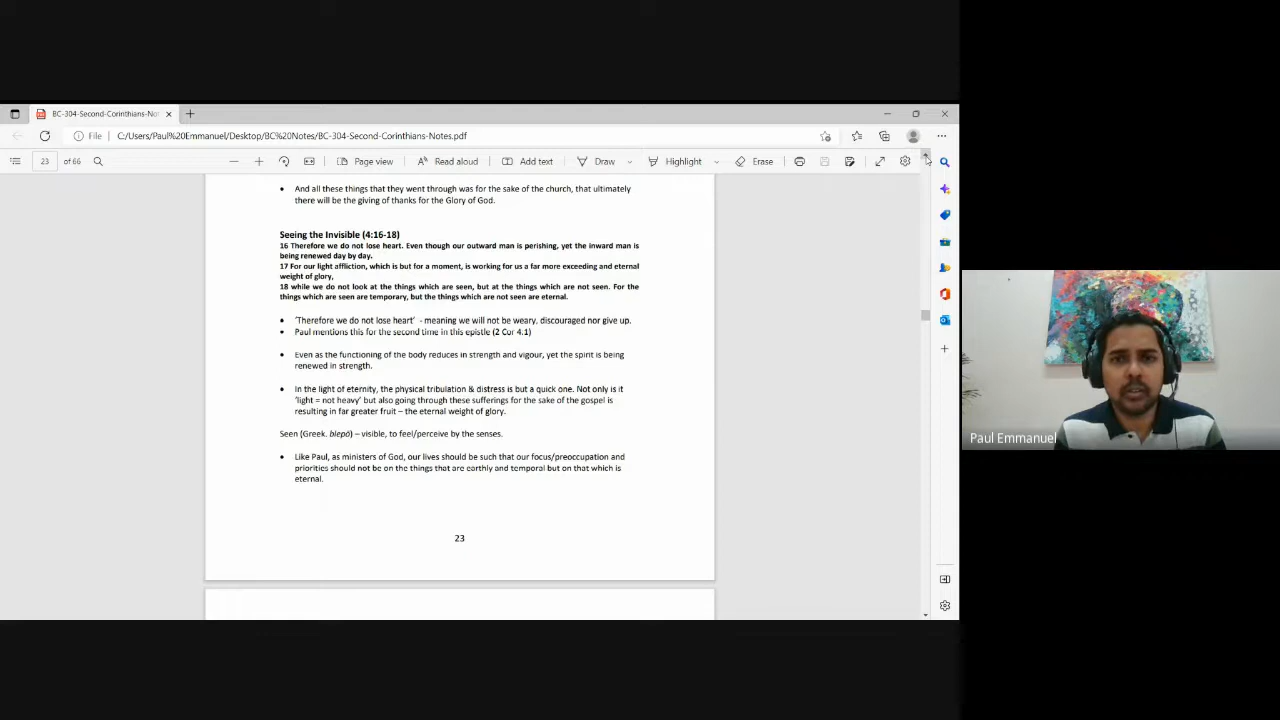 BC-304-Second-Corinthians-No
File
C:/Users/Paul%20Emmanuel/Desktop/BC%20Notes/BC-304-Second-Corinthians-Notes.pdf
23 of 66
Page view
Read aloud
Add text
Draw
Highlight
Erase
And all these things that they went through was for the sake of the church, that ultimately
there will be the giving of thanks for the Glory of God.
Seeing the Invisible (4:16-18)
16 Therefore we do not lose heart. Even though our outward man is perishing, yet the inward man is
being renewed day by day.
17 For our light affliction, which is but for a moment, is working for us a far more exceeding and eternal
weight of glory,
18 while we do not look at the things which are seen, but at the things which are not seen. For the
things which are seen are temporary, but the things which are not seen are eternal.
• 'Therefore we do not lose heart' - meaning we will not be weary, discouraged nor give up.
• Paul mentions this for the second time in this epistle (2 Cor 4.1)
• Even as the functioning of the body reduces in strength and vigour, yet the spirit is being
renewed in strength.
• In the light of eternity, the physical tribulation & distress is but a quick one. Not only is it
'light = not heavy' but also going through these sufferings for the sake of the gospel is
resulting in far greater fruit – the eternal weight of glory.
Seen (Greek. blepō) – visible, to feel/perceive by the senses.
• Like Paul, as ministers of God, our lives should be such that our focus/preoccupation and
priorities should not be on the things that are earthly and temporal but on that which is
eternal.
23
Paul Emmanuel